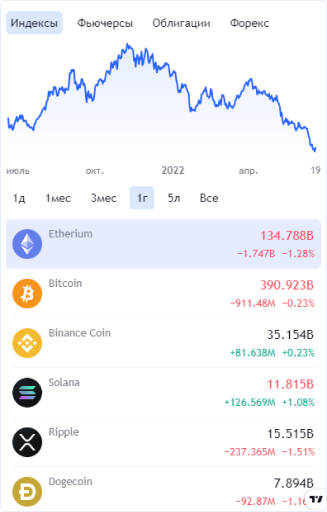 Индексы Фьючерсы Облигации Форекс
июль окт. 2022 апр. 19
1д 1мес 3мес 1г 5л Все
Etherium 134.788B
−1.747B −1.28%
Bitcoin 390.923B
−911.48M −0.23%
Binance Coin 35.154B
+81.638M +0.23%
Solana 11.815B
+126.569M +1.08%
Ripple 15.515B
−237.365M −1.51%
Dogecoin 7.894B
−92.87M